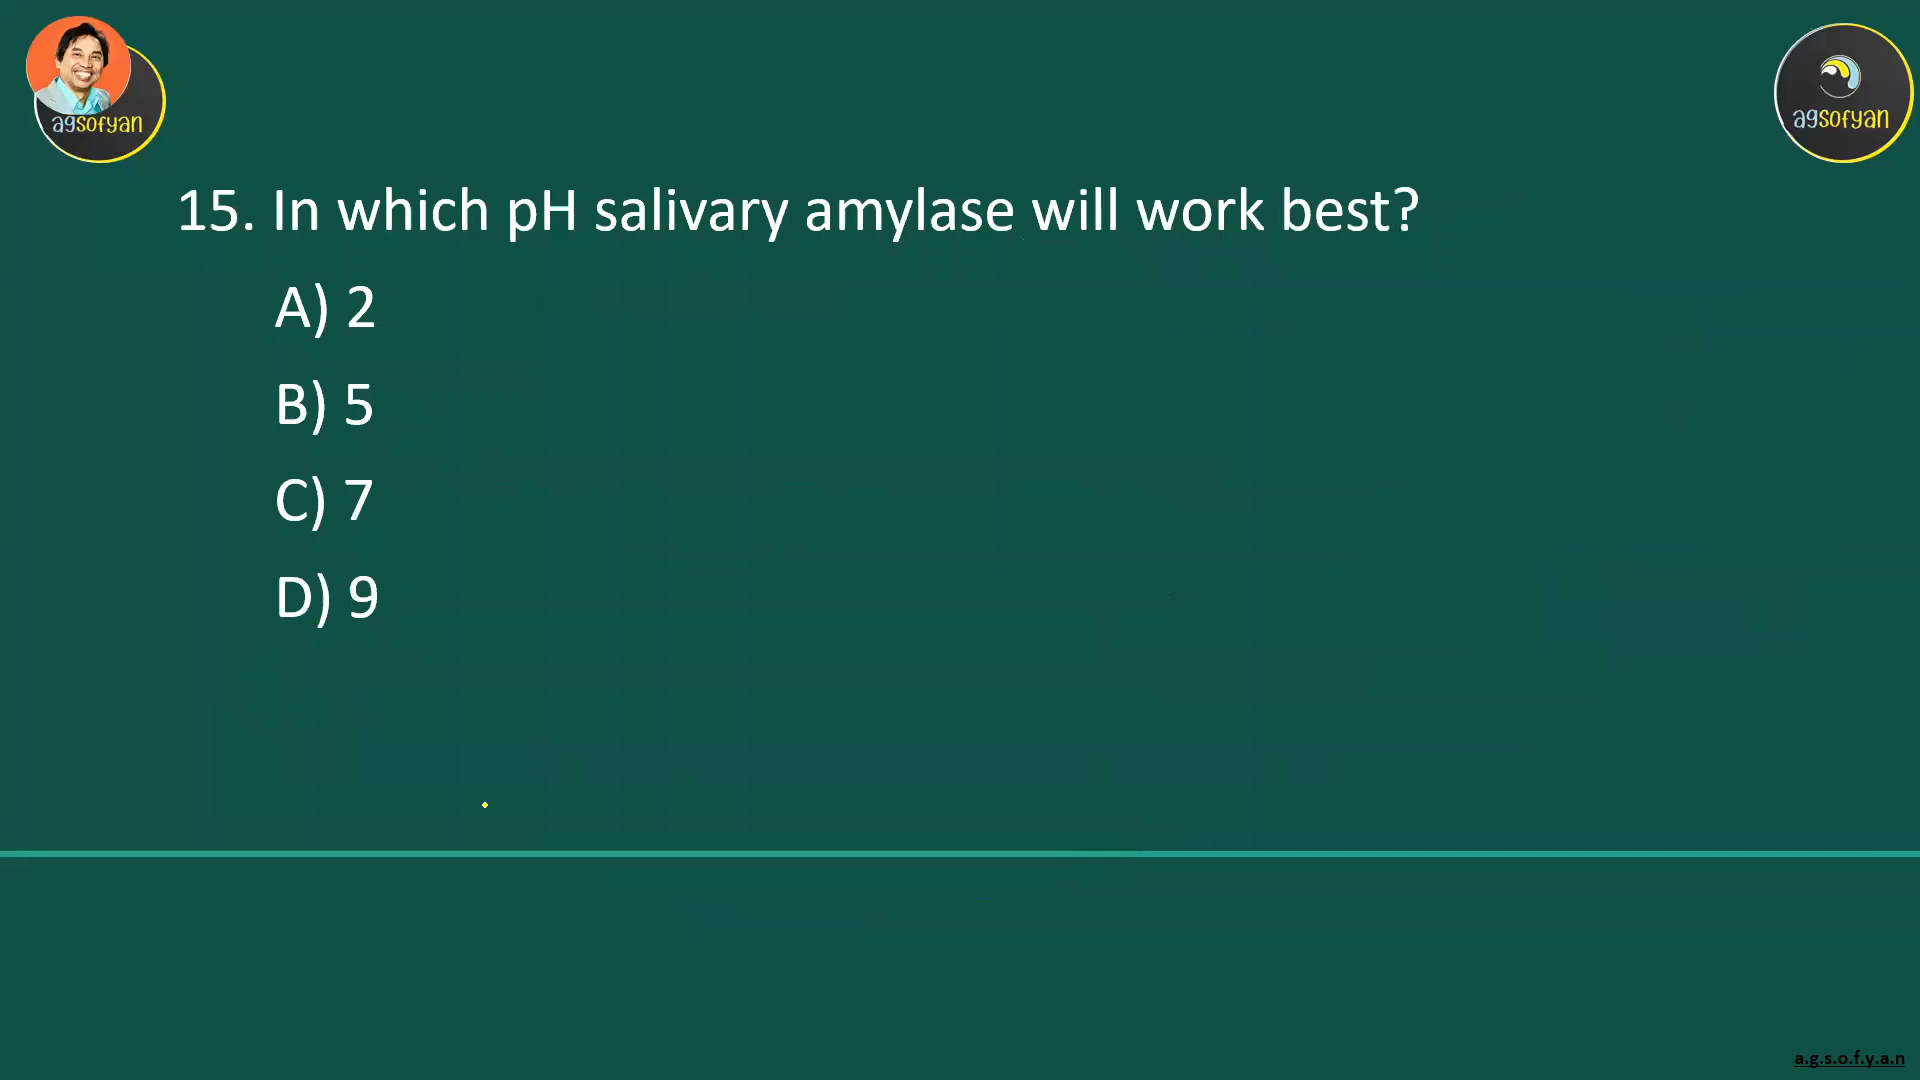 agsofyan
agsofyan
15. In which pH salivary amylase will work best?
A) 2
B) 5
C) 7
D) 9
a.g.s.o.f.y.a.n